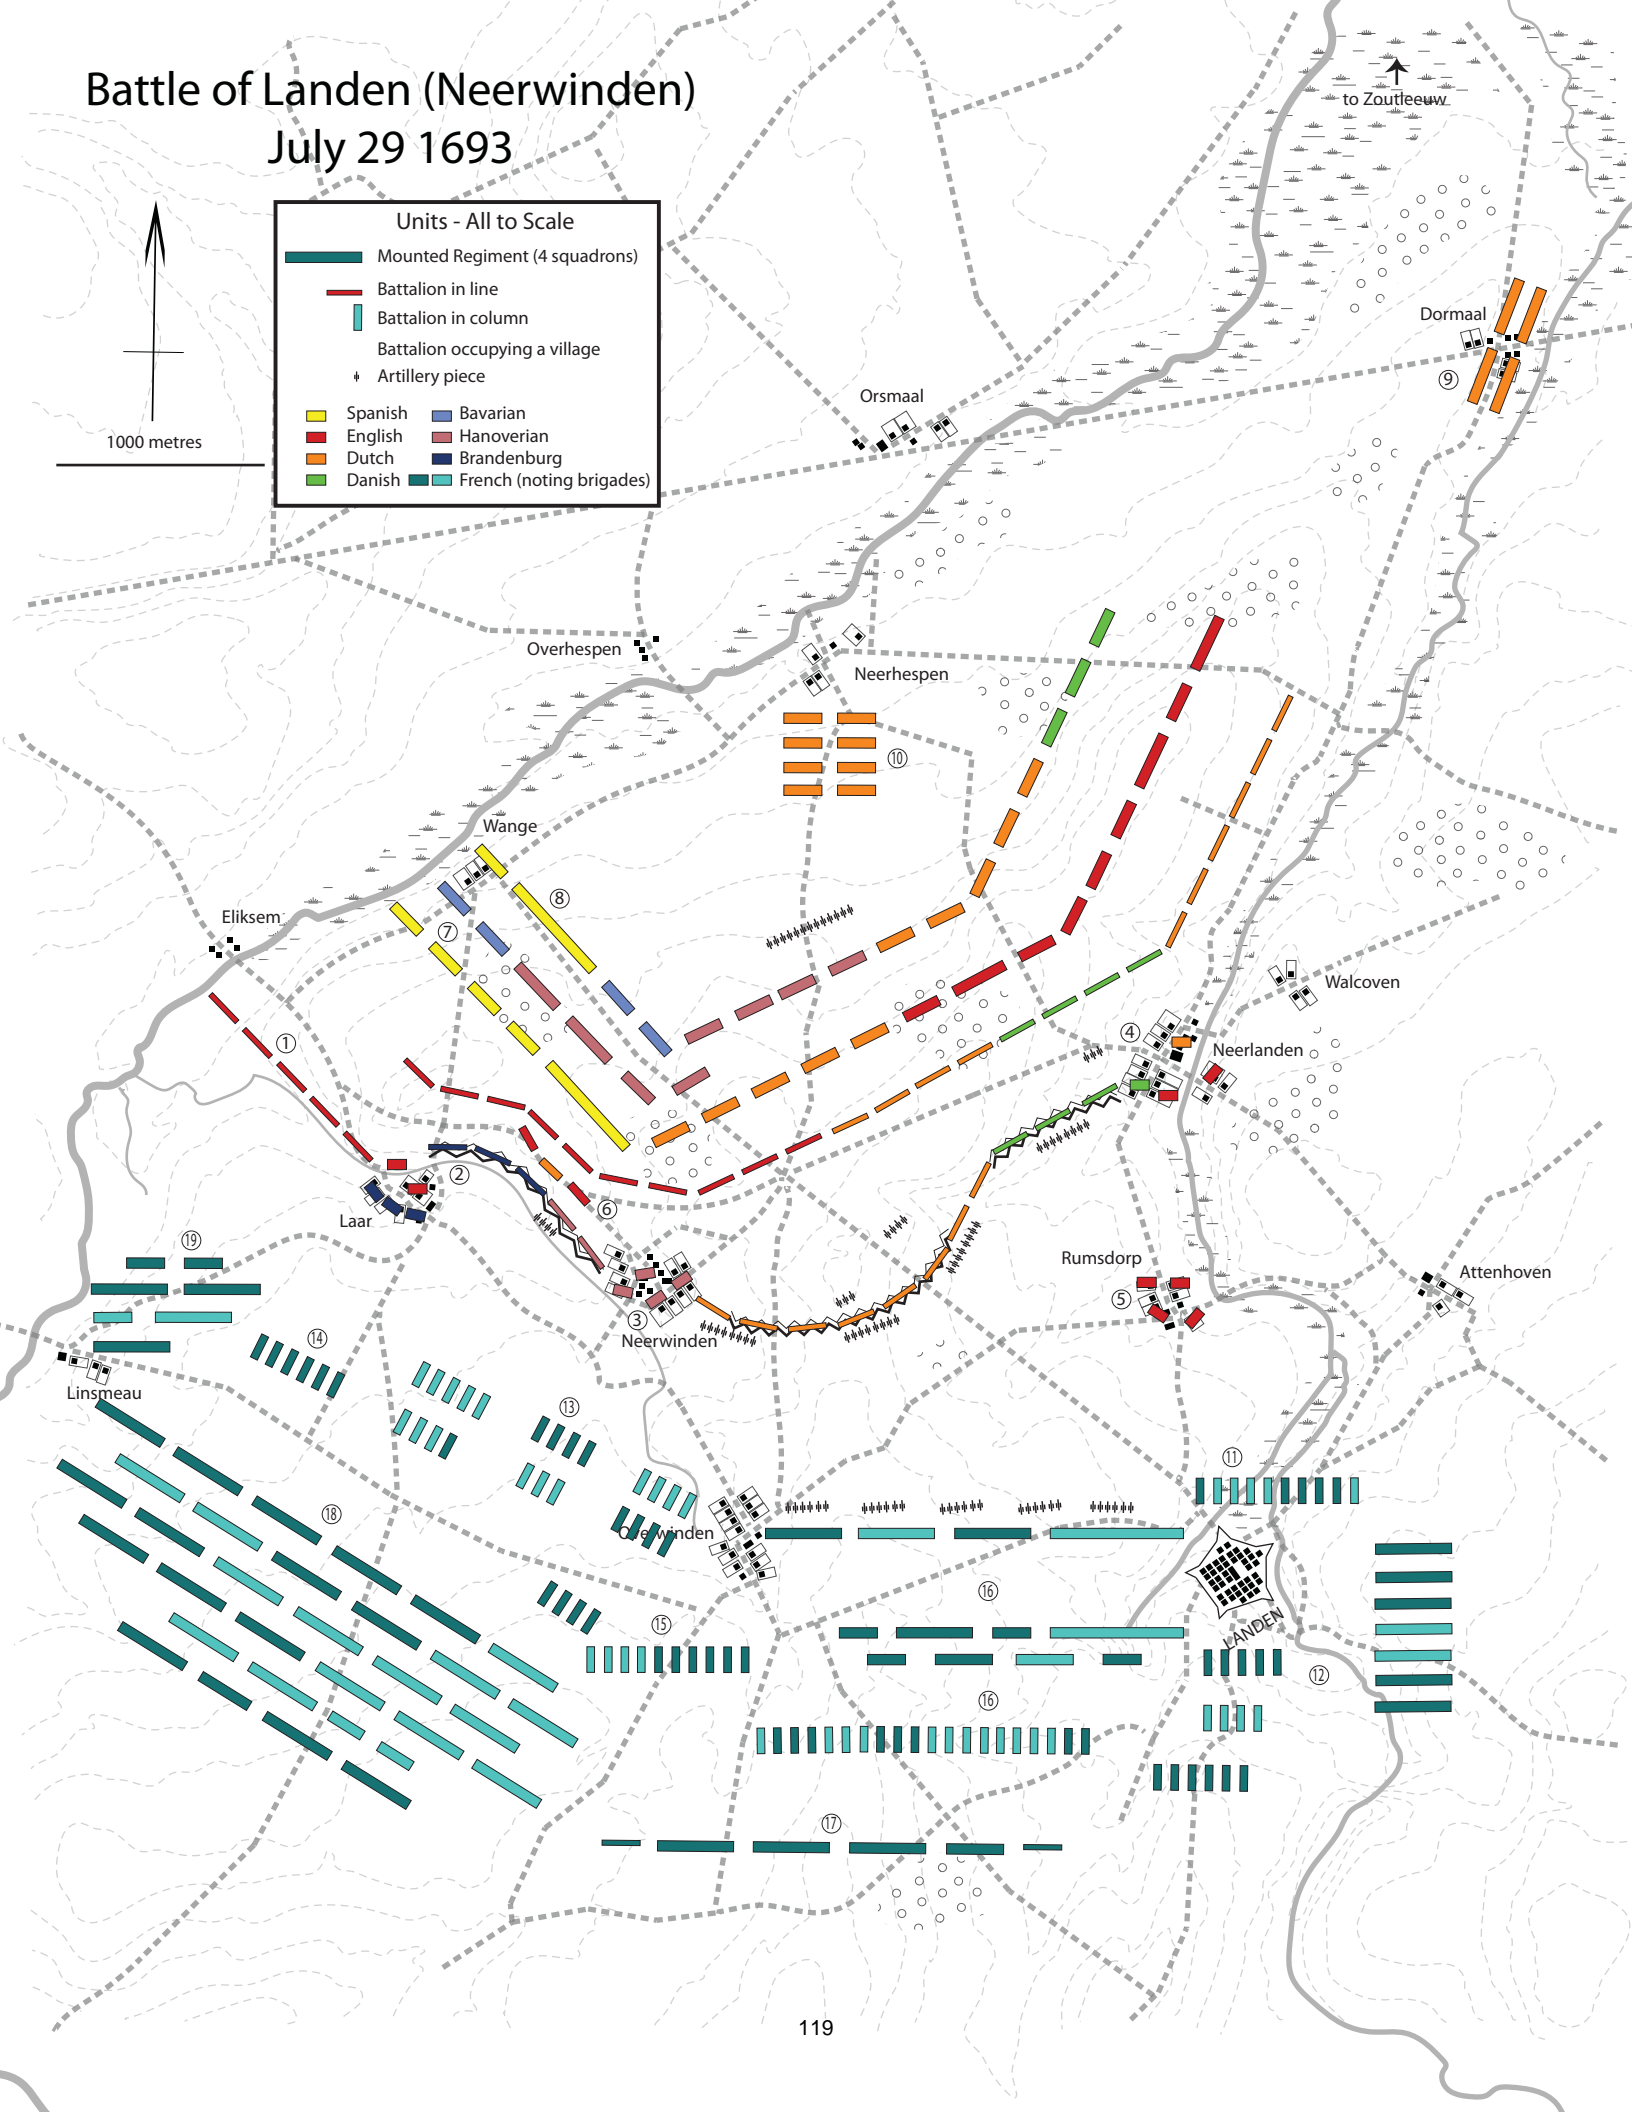 Battle of Landen (Neerwinden)
July 29 1693
to Zoutleeuw
Units - All to Scale
Mounted Regiment (4 squadrons)
Battalion in line
Battalion in column
Battalion occupying a village
Artillery piece
Spanish
Bavarian
English
Hanoverian
Dutch
Brandenburg
Danish
French (noting brigades)
1000 metres
Dormaal
⑨
Orsmaal
Overhespen
Neerhespen
⑩
Wange
⑧
⑦
Eliksem
Walcoven
①
④
Neerlanden
②
⑥
Laar
⑲
Rumsdorp
Attenhoven
⑤
③
Neerwinden
⑭
Linsmeau
⑬
⑪
⑱
Overwinden
⑯
LANDEN
⑮
⑫
⑯
⑰
119